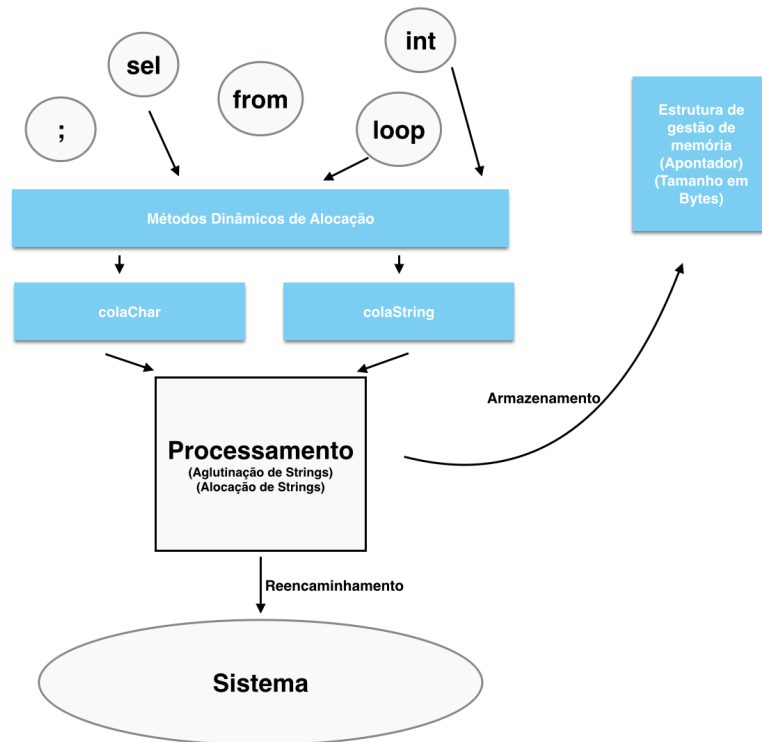 int
sel
from
loop
;
Estrutura de
gestão de
memória
(Apontador)
(Tamanho em
Bytes)
Métodos Dinâmicos de Alocação
colaChar
colaString
Armazenamento
Processamento
(Aglutinação de Strings)
(Alocação de Strings)
Reencaminhamento
Sistema